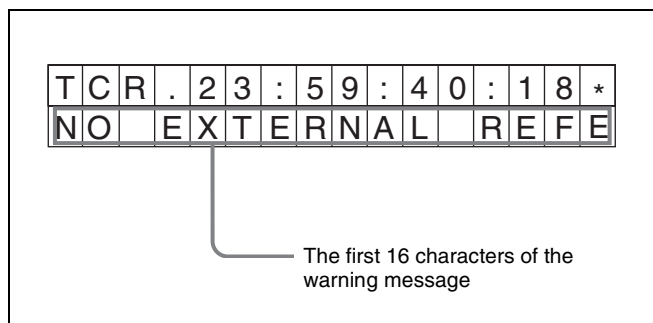 TCR.23:59:40:18*
NO EXTERNAL REFE
The first 16 characters of the
warning message